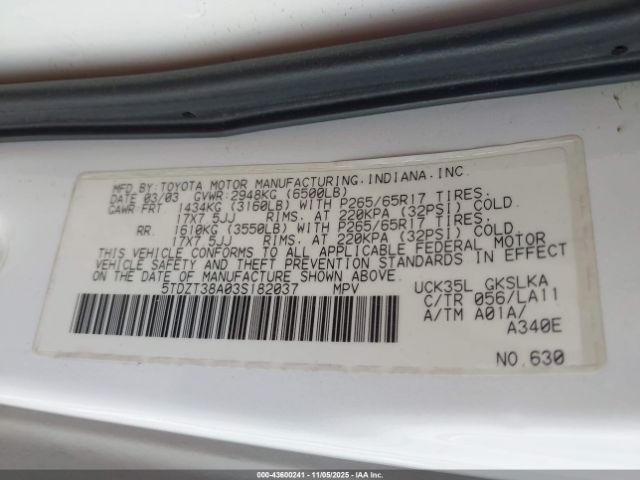 MFD.BY:TOYOTA MOTOR MANUFACTURING.INDIANA.INC.
DATE 03/03 GVWR:2948KG (6500LB)
GAWR:FRT 1434KG (3160LB) WITH P265/65R17 TIRES:
17X7.5JJ RIMS. AT 220KPA (32PSI) COLD.
RR. 1610KG (3550LB) WITH P265/65R17 TIRES:
17X7.5JJ RIMS. AT 220KPA (32PSI) COLD
THIS VEHICLE CONFORMS TO ALL APPLICABLE FEDERAL MOTOR
VEHICLE SAFETY AND THEFT PREVENTION STANDARDS IN EFFECT
ON THE DATE OF MANUFACTURE SHOWN ABOVE.
5TDZT38A03S182037 MPV UCK35L GKSLKA
C/TR 056/LA11
A/TM A01A/
A340E
NO.630
000-43600241 - 11/05/2025 - IAA Inc.